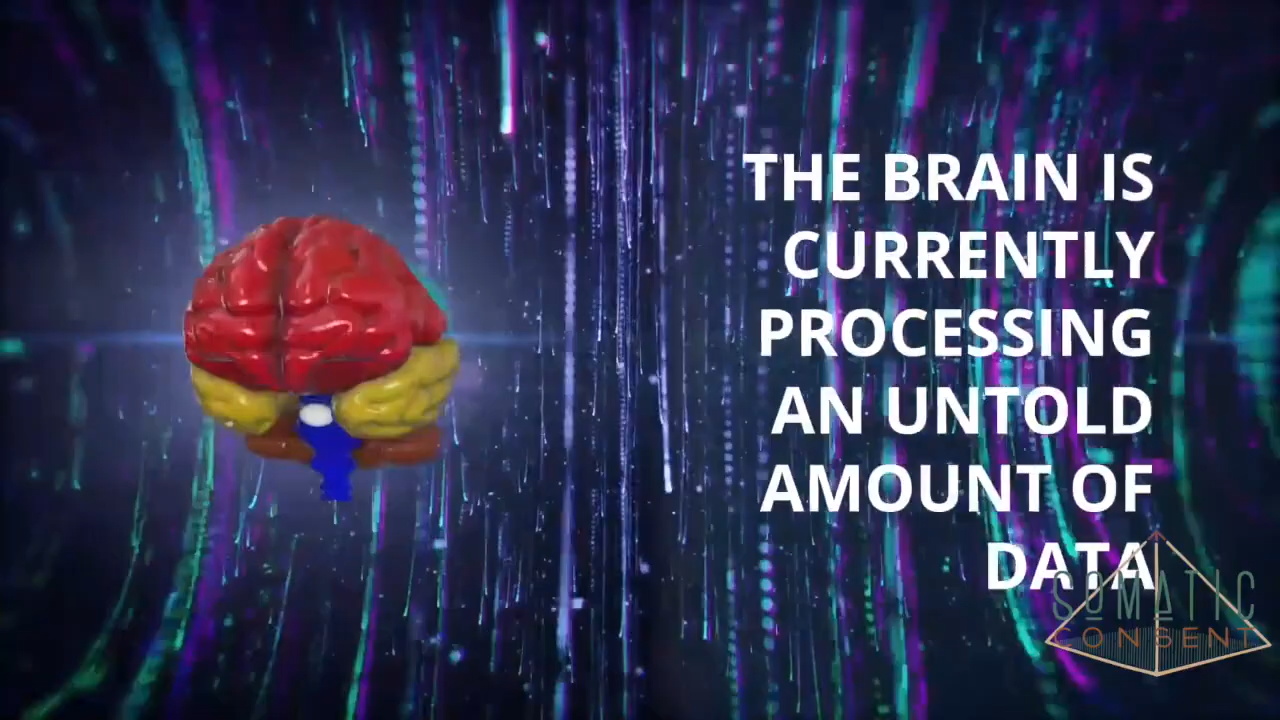 THE BRAIN IS
CURRENTLY
PROCESSING
AN UNTOLD
AMOUNT OF
DATA
SOMATIC
CONSENT